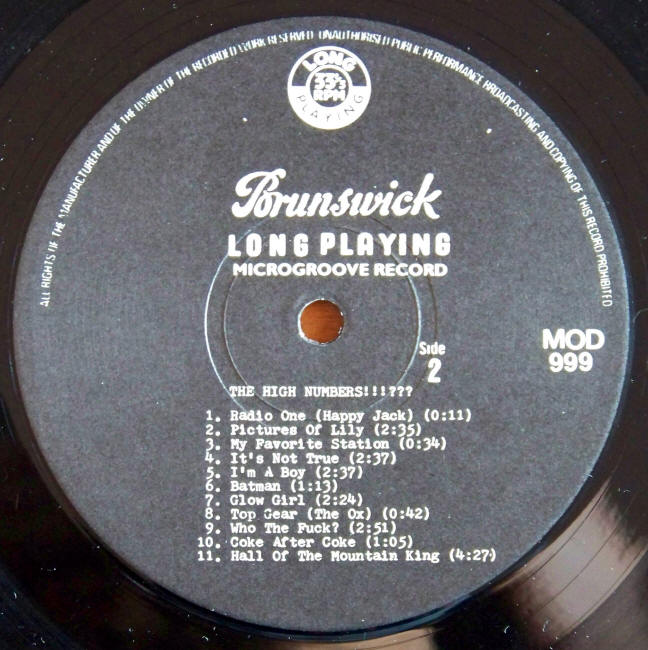 ALL RIGHTS OF THE MANUFACTURER AND OF THE OWNER OF THE RECORDED WORK RESERVED UNAUTHORISED PUBLIC PERFORMANCE BROADCASTING AND COPYING OF THIS RECORD PROHIBITED
LONG
33⅓
RPM
PLAYING
Brunswick
LONG PLAYING
MICROGROOVE RECORD
Side
2
MOD
999
THE HIGH NUMBERS!!!???
1. Radio One (Happy Jack) (0:11)
2. Pictures Of Lily (2:35)
3. My Favorite Station (0:34)
4. It's Not True (2:37)
5. I'm A Boy (2:37)
6. Batman (1:13)
7. Glow Girl (2:24)
8. Top Gear (The Ox) (0:42)
9. Who The Fuck? (2:51)
10. Coke After Coke (1:05)
11. Hall Of The Mountain King (4:27)